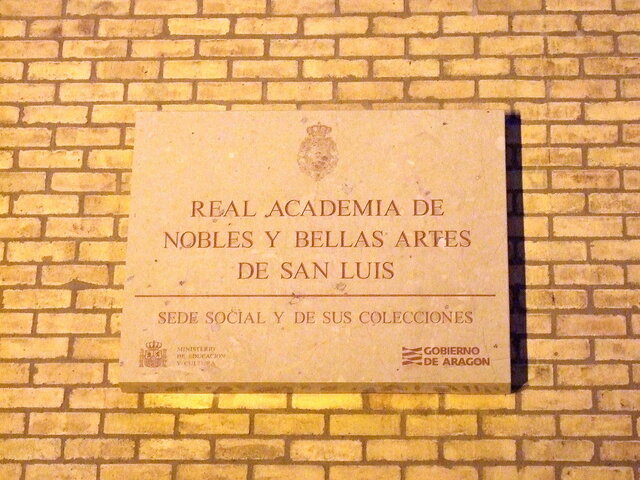 REAL ACADEMIA DE
NOBLES Y BELLAS ARTES
DE SAN LUIS
SEDE SOCIAL Y DE SUS COLECCIONES
MINISTERIO
DE EDUCACION
Y CULTURA
GOBIERNO
DE ARAGON